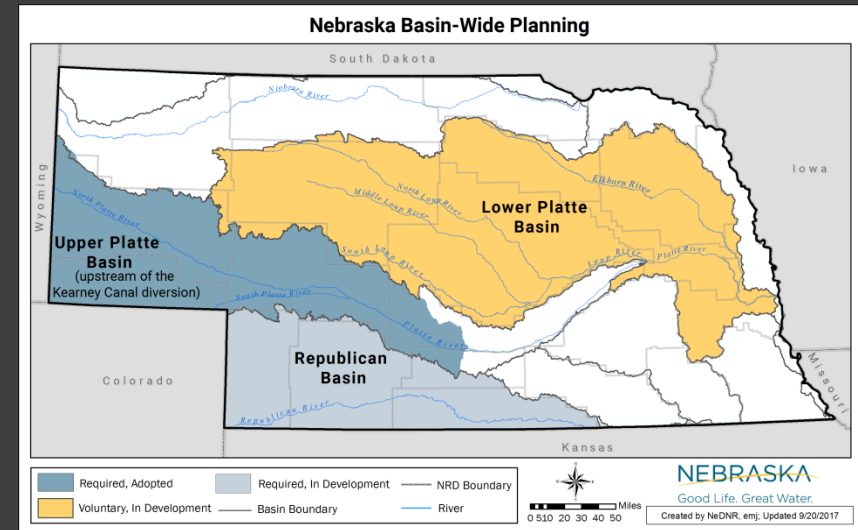 Nebraska Basin-Wide Planning
South Dakota
Niobrara River
Wyoming
Iowa
Elkhorn River
North Loup River
Middle Loup River
Lower Platte
Basin
North Platte River
Upper Platte
Basin
(upstream of the
Kearney Canal diversion)
South Loup River
Loup River
Platte River
South Platte River
Platte River
Republican
Basin
Colorado
Missouri
Republican River
Kansas
Required, Adopted
Required, In Development
NRD Boundary
Voluntary, In Development
Basin Boundary
River
N
Miles
0 5 10 20 30 40 50
NEBRASKA
Good Life. Great Water.
Created by NeDNR, emj; Updated 9/20/2017